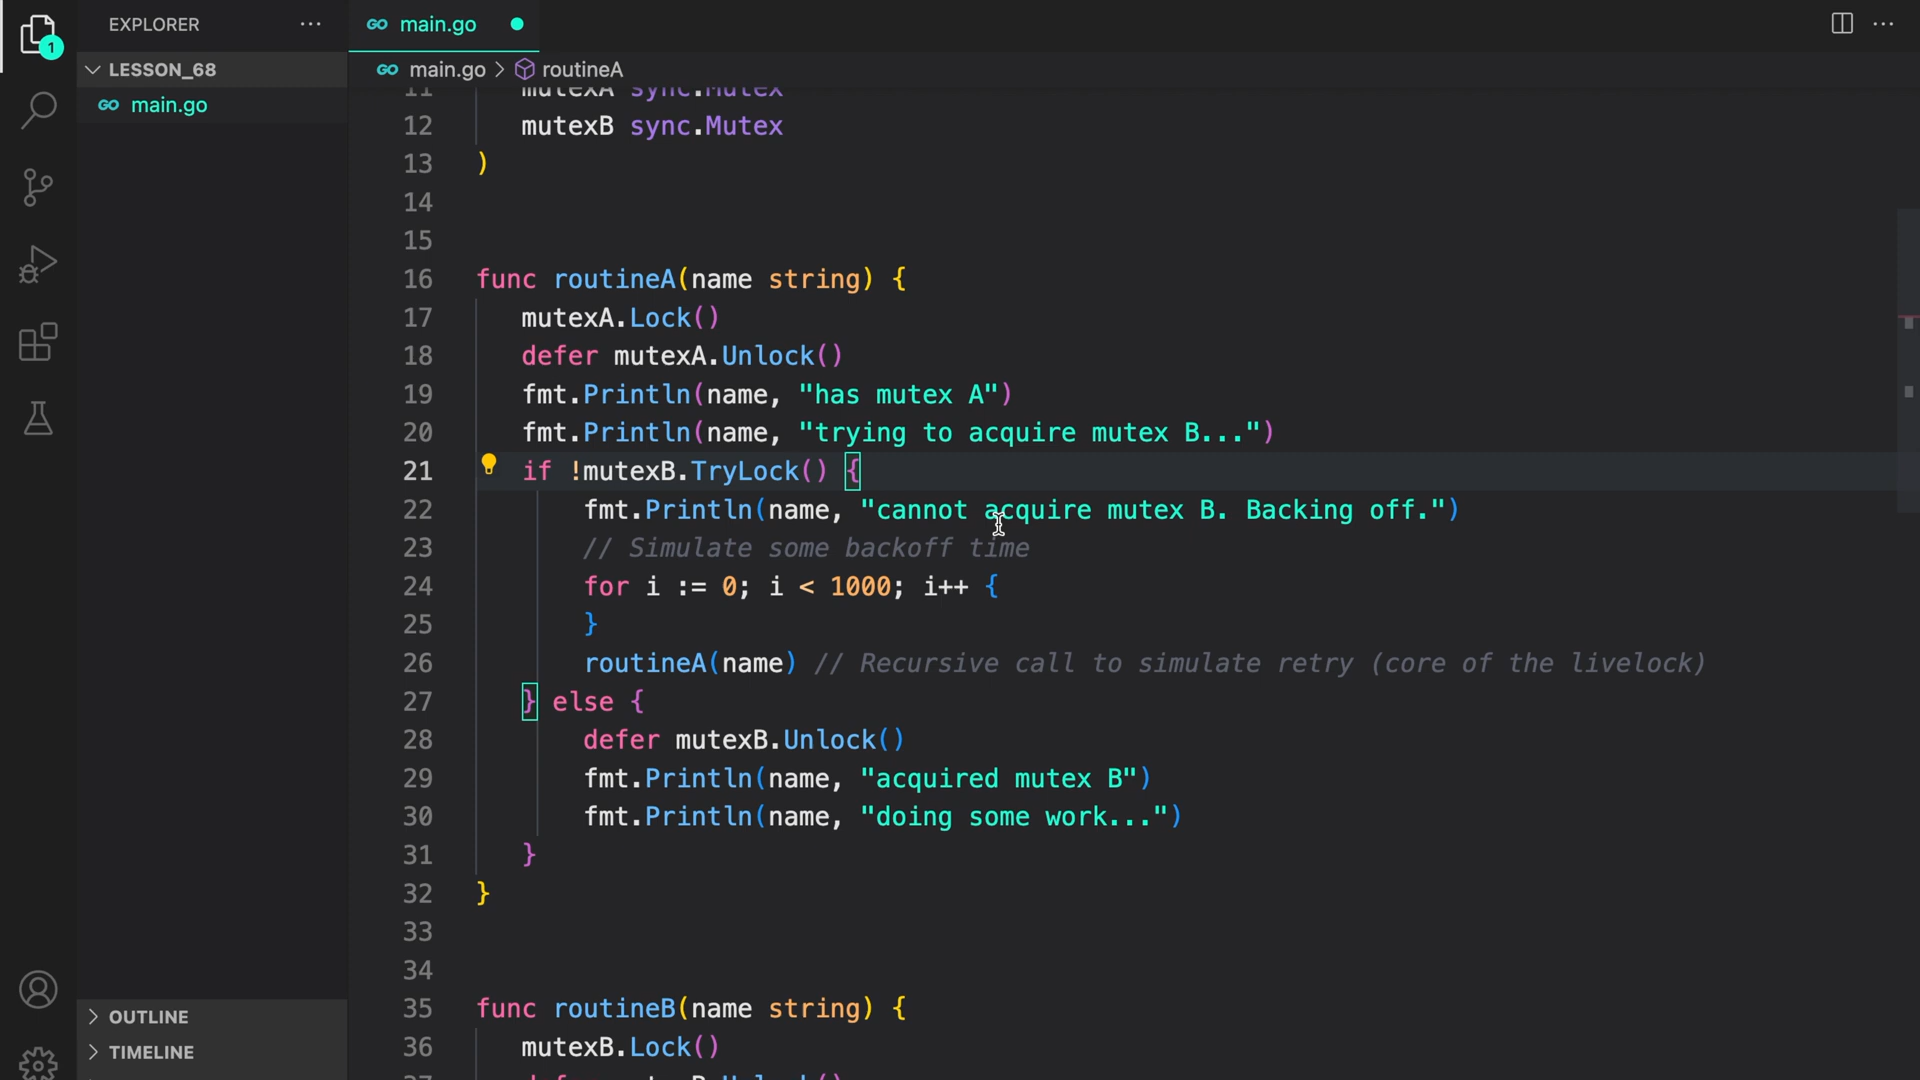 EXPLORER
main.go
1
LESSON_68
main.go > routineA
main.go
11 mutexA sync.Mutex
12 mutexB sync.Mutex
13 )
14
15
16 func routineA(name string) {
17 mutexA.Lock()
18 defer mutexA.Unlock()
19 fmt.Println(name, "has mutex A")
20 fmt.Println(name, "trying to acquire mutex B...")
21 if !mutexB.TryLock() {
22 fmt.Println(name, "cannot acquire mutex B. Backing off.")
23 // Simulate some backoff time
24 for i := 0; i < 1000; i++ {
25 }
26 routineA(name) // Recursive call to simulate retry (core of the livelock)
27 } else {
28 defer mutexB.Unlock()
29 fmt.Println(name, "acquired mutex B")
30 fmt.Println(name, "doing some work...")
31 }
32 }
33
34
35 func routineB(name string) {
36 mutexB.Lock()
OUTLINE
TIMELINE